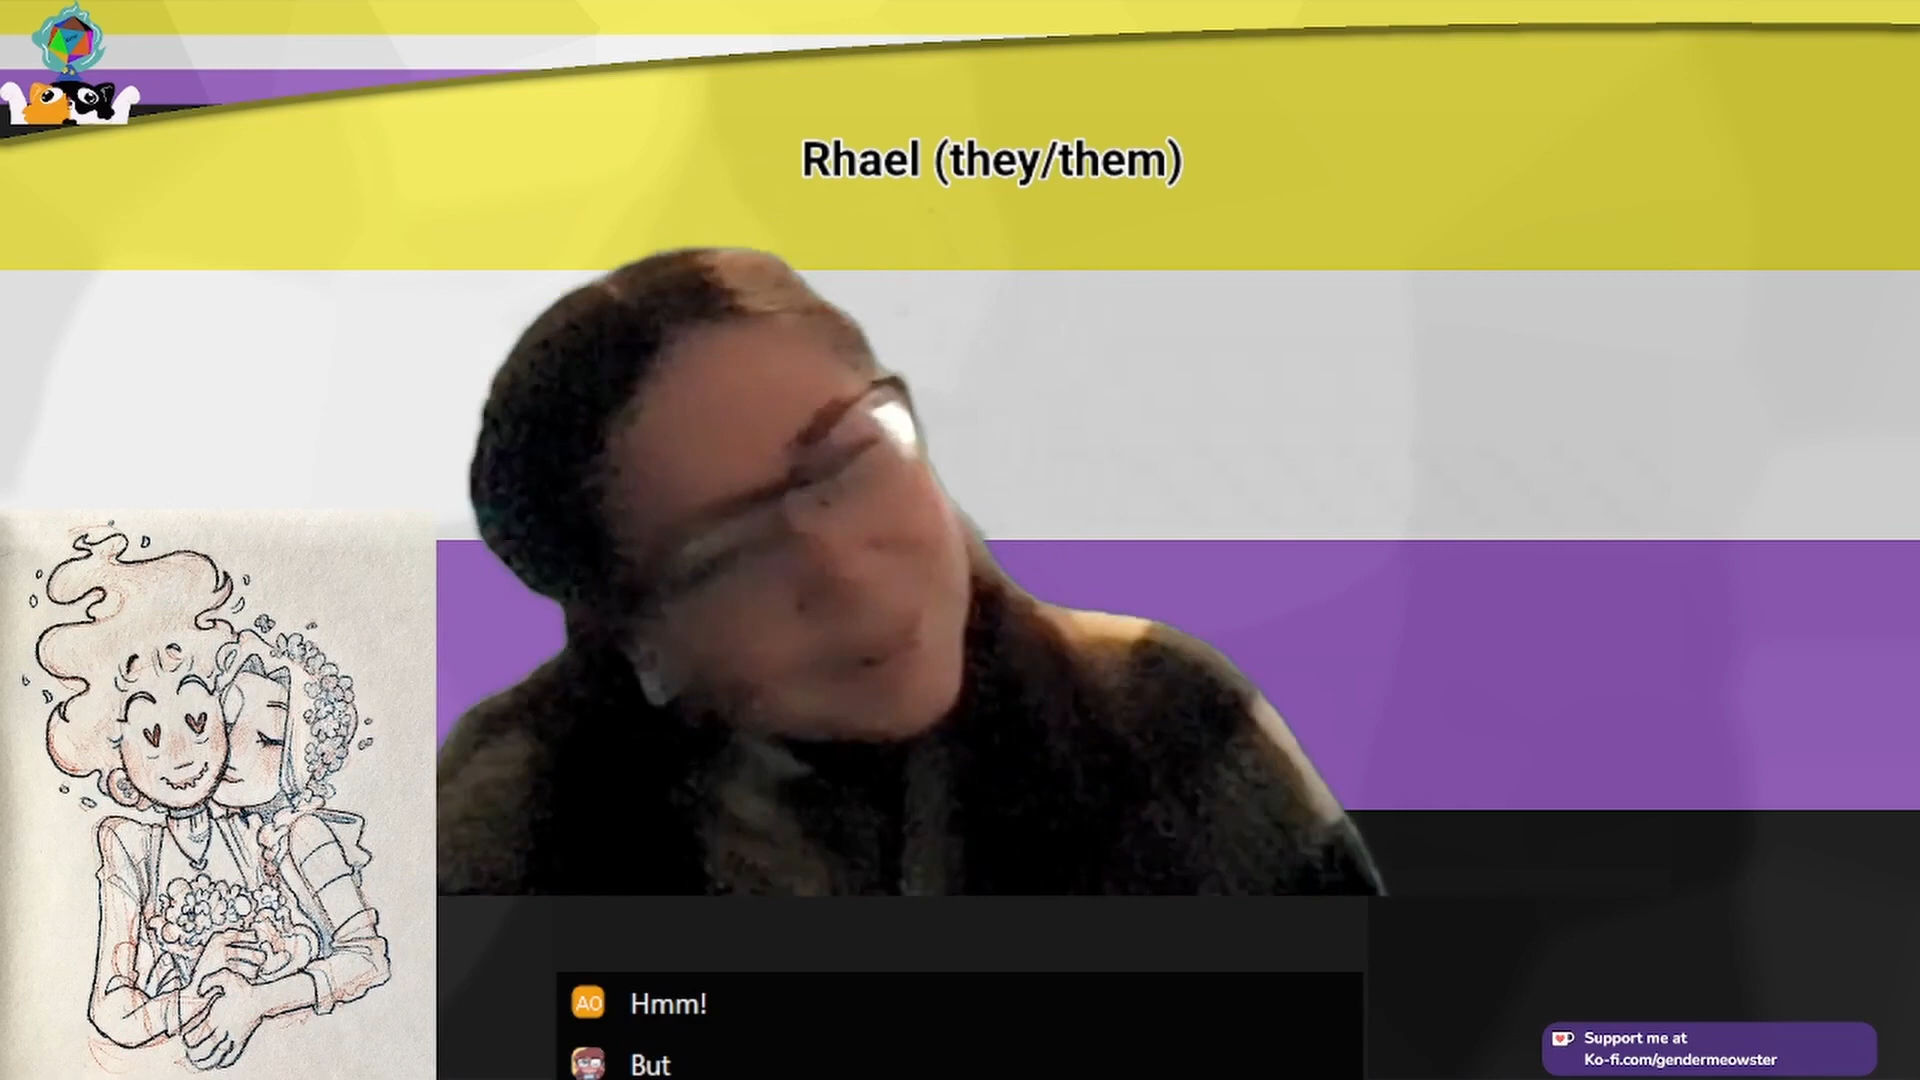 Rhael (they/them)
AO
Hmm!
But
Support me at
Ko-fi.com/gendermeowster